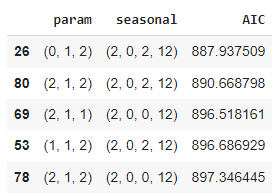 param seasonal AIC
26 (0, 1, 2) (2, 0, 2, 12) 887.937509
80 (2, 1, 2) (2, 0, 2, 12) 890.668798
69 (2, 1, 1) (2, 0, 0, 12) 896.518161
53 (1, 1, 2) (2, 0, 2, 12) 896.686929
78 (2, 1, 2) (2, 0, 0, 12) 897.346445